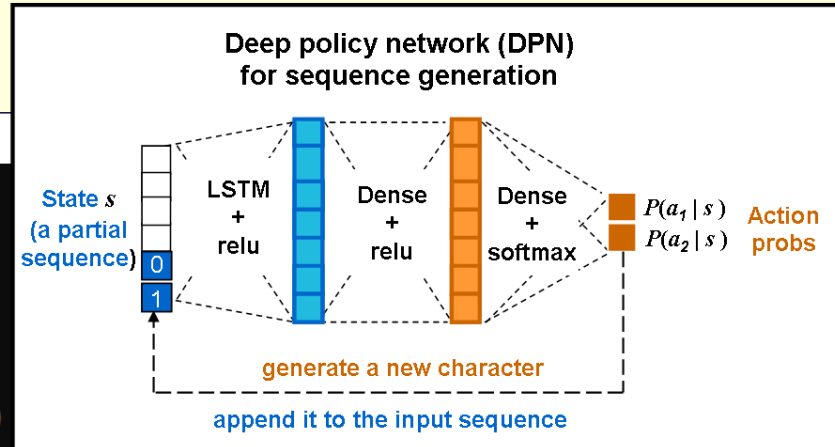 Deep policy network (DPN)
for sequence generation
State s
(a partial
sequence)
0
1
LSTM
+
relu
Dense
+
relu
Dense
+
softmax
P(a₁ | s)
P(a₂ | s)
Action
probs
generate a new character
append it to the input sequence